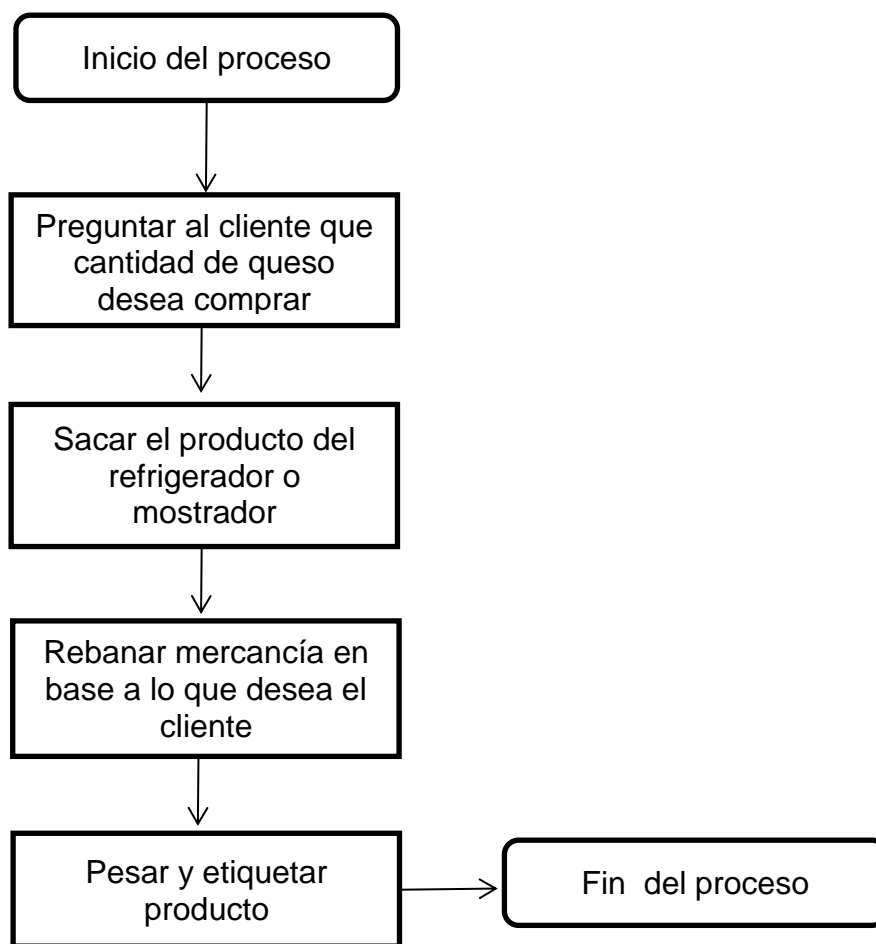 Inicio del proceso
Preguntar al cliente que
cantidad de queso
desea comprar
Sacar el producto del
refrigerador o
mostrador
Rebanar mercancía en
base a lo que desea el
cliente
Pesar y etiquetar
producto
Fin  del proceso